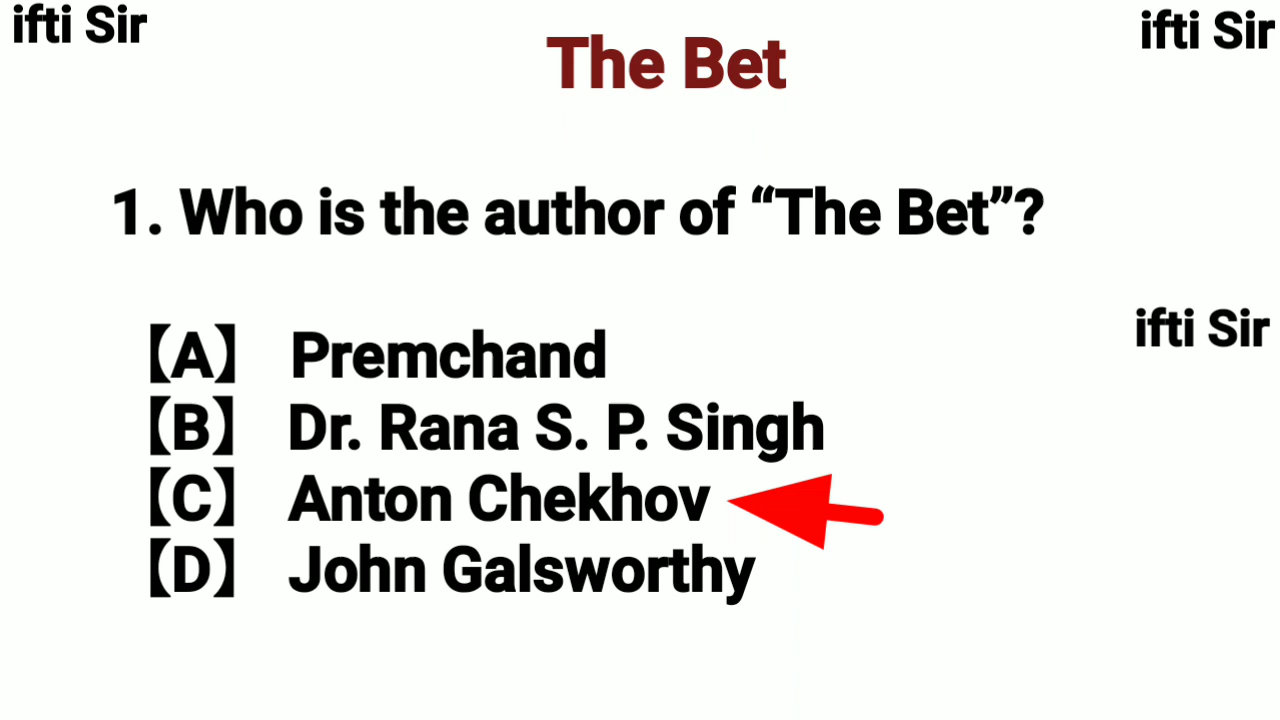 ifti Sir
ifti Sir
The Bet
1. Who is the author of “The Bet”?
ifti Sir
【A】 Premchand
【B】 Dr. Rana S. P. Singh
【C】 Anton Chekhov
【D】 John Galsworthy